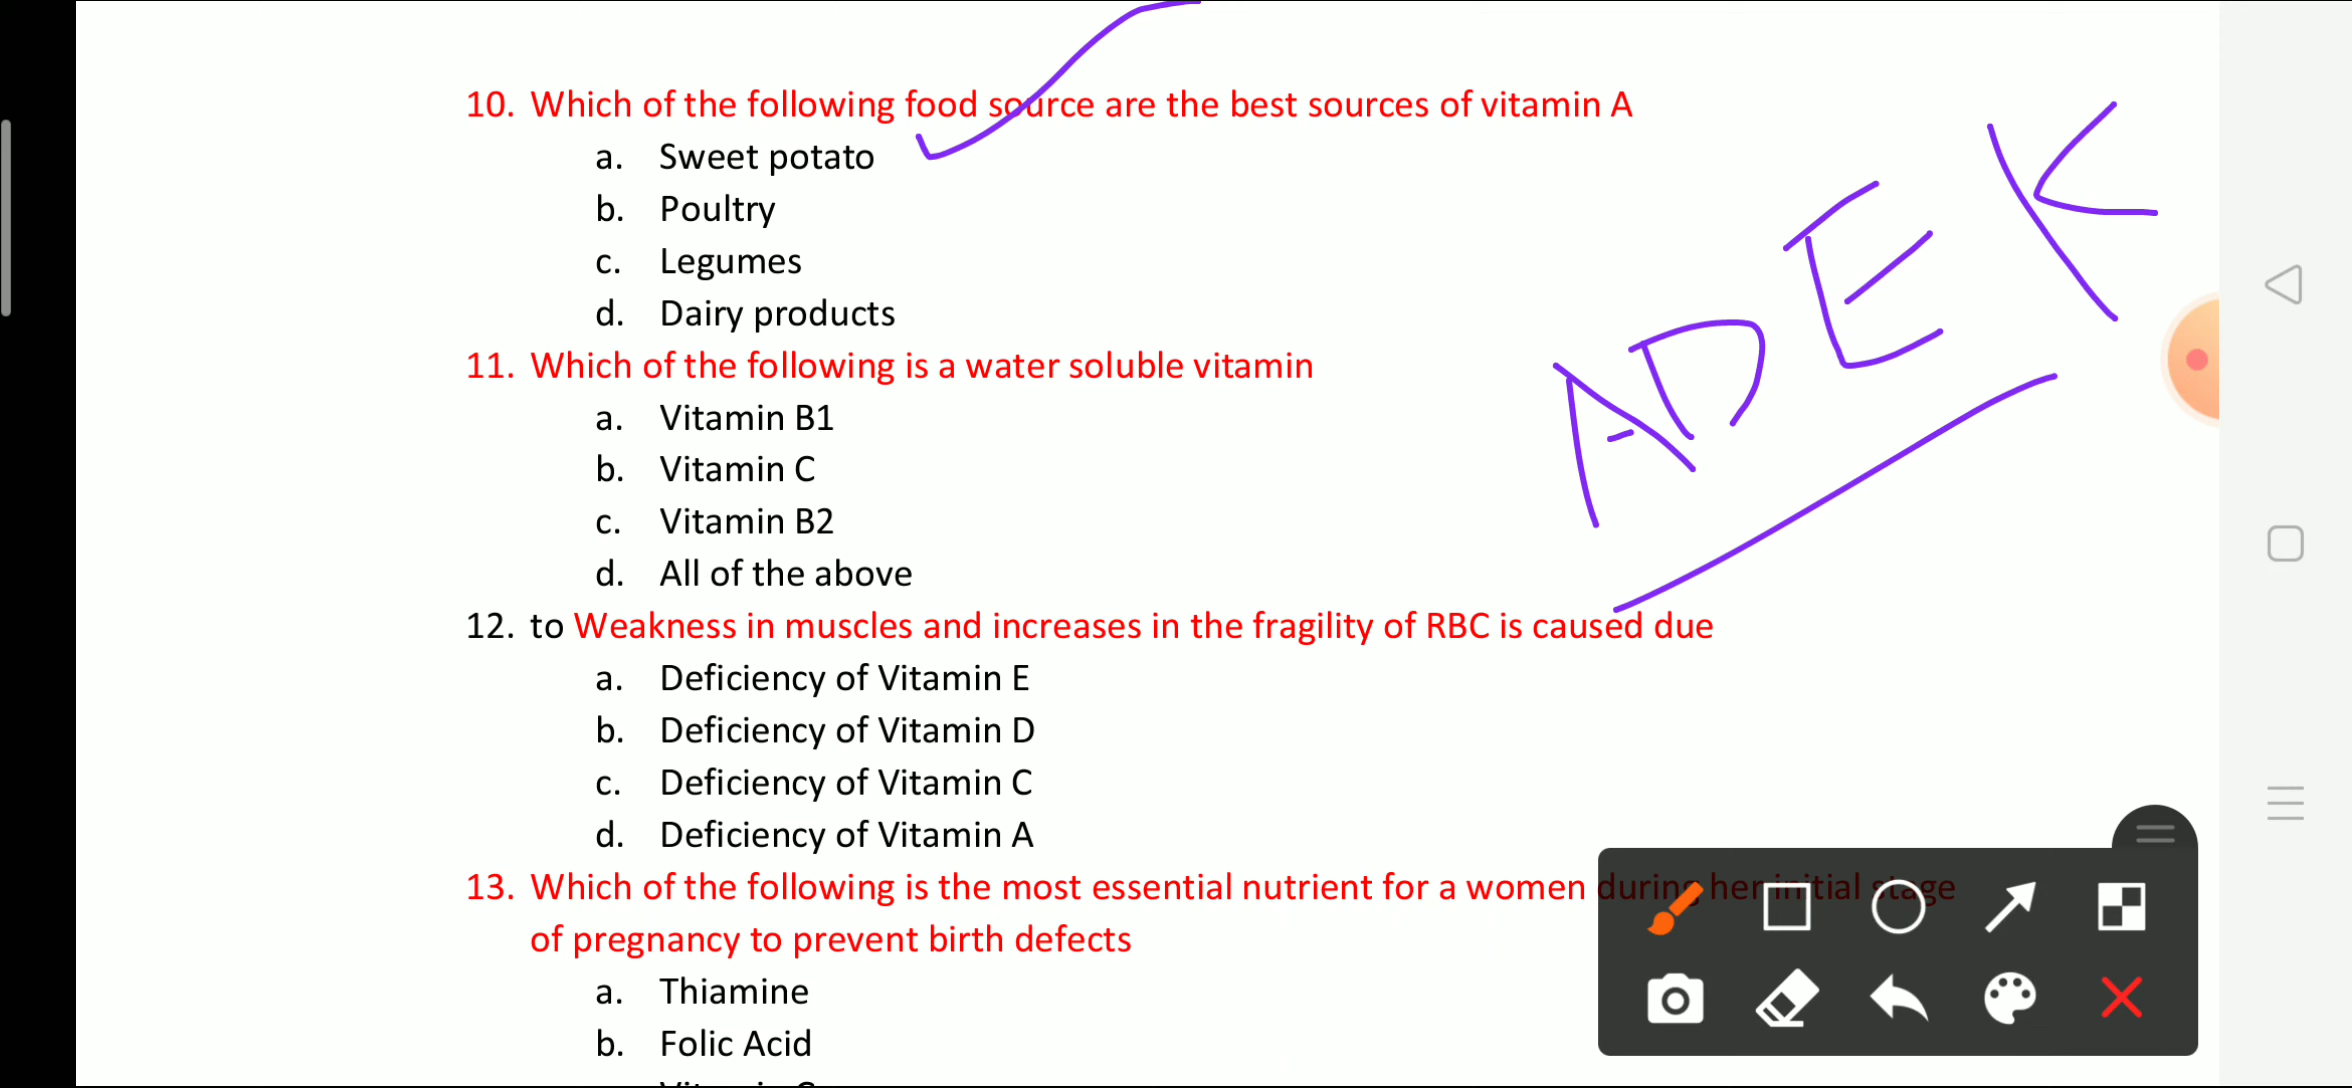 10. Which of the following food source are the best sources of vitamin A
a. Sweet potato
b. Poultry
c. Legumes
d. Dairy products
11. Which of the following is a water soluble vitamin
a. Vitamin B1
b. Vitamin C
c. Vitamin B2
d. All of the above
12. to Weakness in muscles and increases in the fragility of RBC is caused due
a. Deficiency of Vitamin E
b. Deficiency of Vitamin D
c. Deficiency of Vitamin C
d. Deficiency of Vitamin A
13. Which of the following is the most essential nutrient for a women during her initial stage
of pregnancy to prevent birth defects
a. Thiamine
b. Folic Acid
ADEK